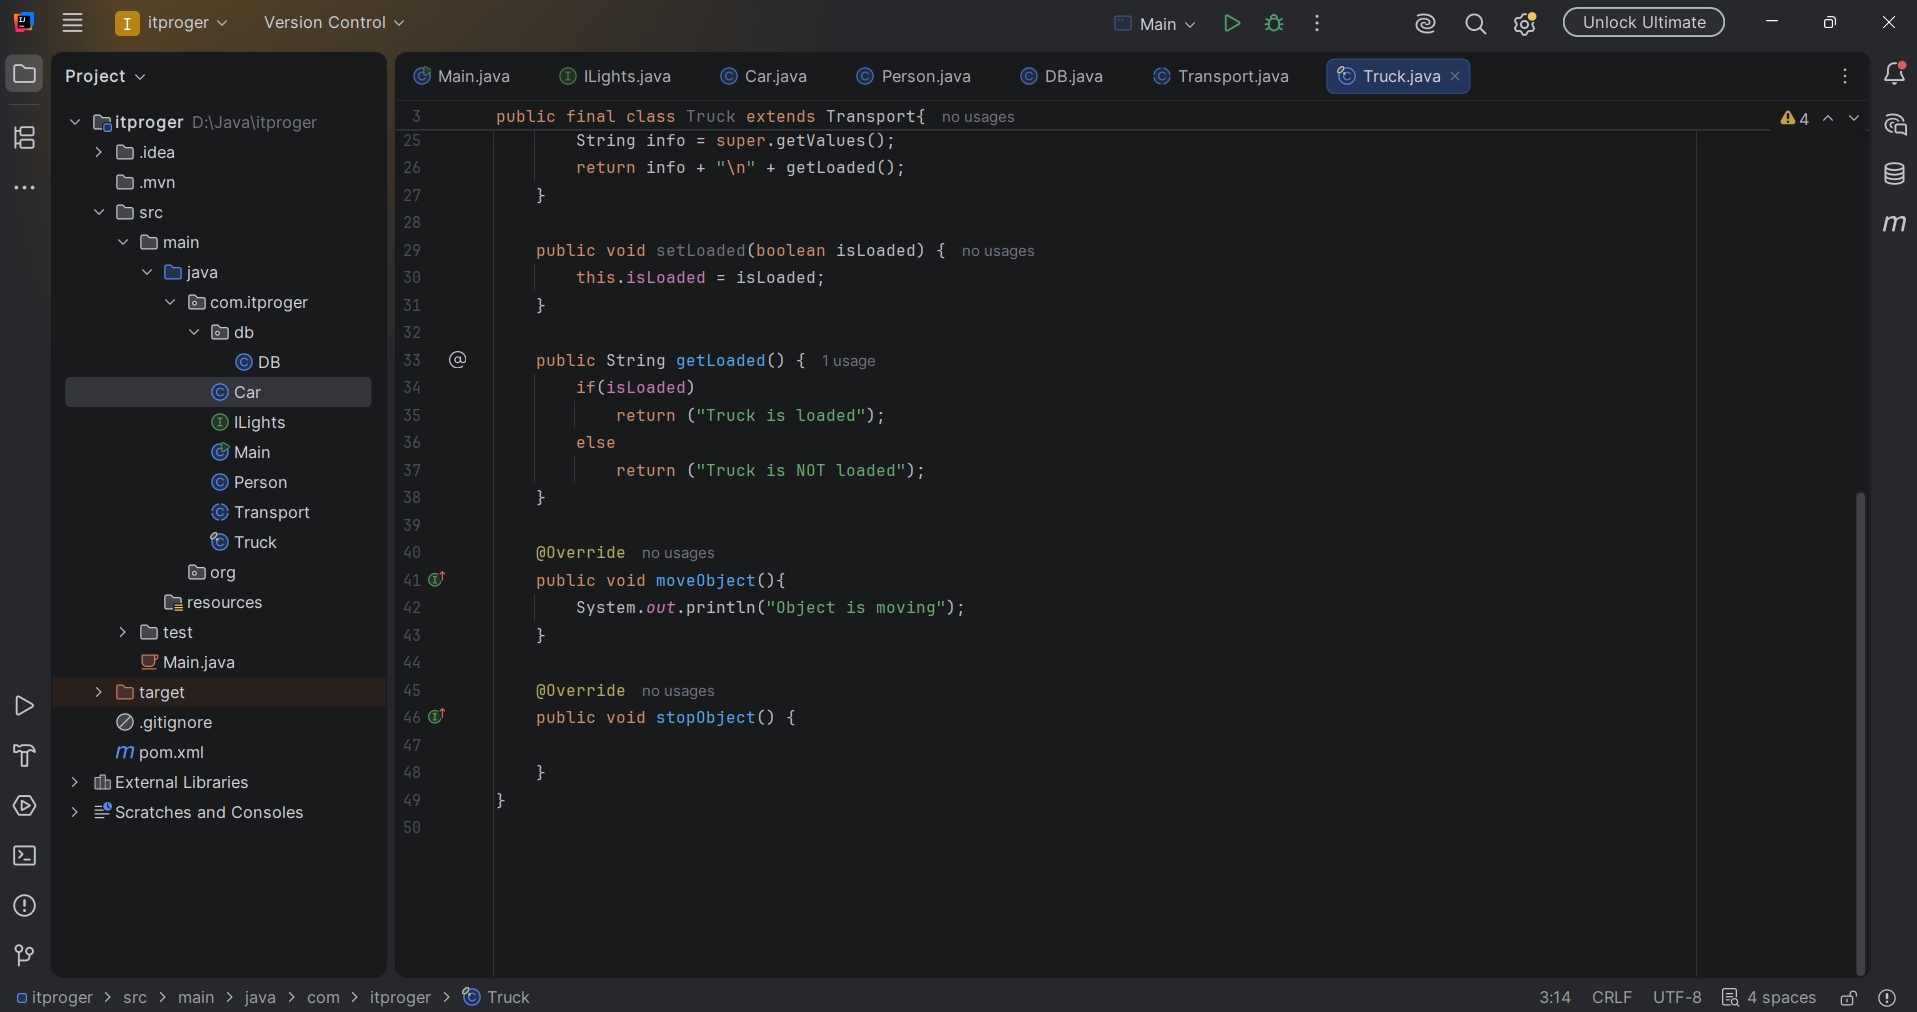 itproger
Version Control
Main
Unlock Ultimate
Project
Main.java
ILights.java
Car.java
Person.java
DB.java
Transport.java
Truck.java
itproger D:\Java\itproger
.idea
.mvn
src
main
java
com.itproger
db
DB
Car
ILights
Main
Person
Transport
Truck
org
resources
test
Main.java
target
.gitignore
pom.xml
External Libraries
Scratches and Consoles
3 public final class Truck extends Transport{ no usages
4
25 String info = super.getValues();
26 return info + "\n" + getLoaded();
27 }
28
29 public void setLoaded(boolean isLoaded) { no usages
30 this.isLoaded = isLoaded;
31 }
32
33 public String getLoaded() { 1 usage
34 if(isLoaded)
35 return ("Truck is loaded");
36 else
37 return ("Truck is NOT loaded");
38 }
39
40 @Override no usages
41 public void moveObject(){
42 System.out.println("Object is moving");
43 }
44
45 @Override no usages
46 public void stopObject() {
47
48 }
49 }
50
itproger > src > main > java > com > itproger > Truck
3:14 CRLF UTF-8 4 spaces